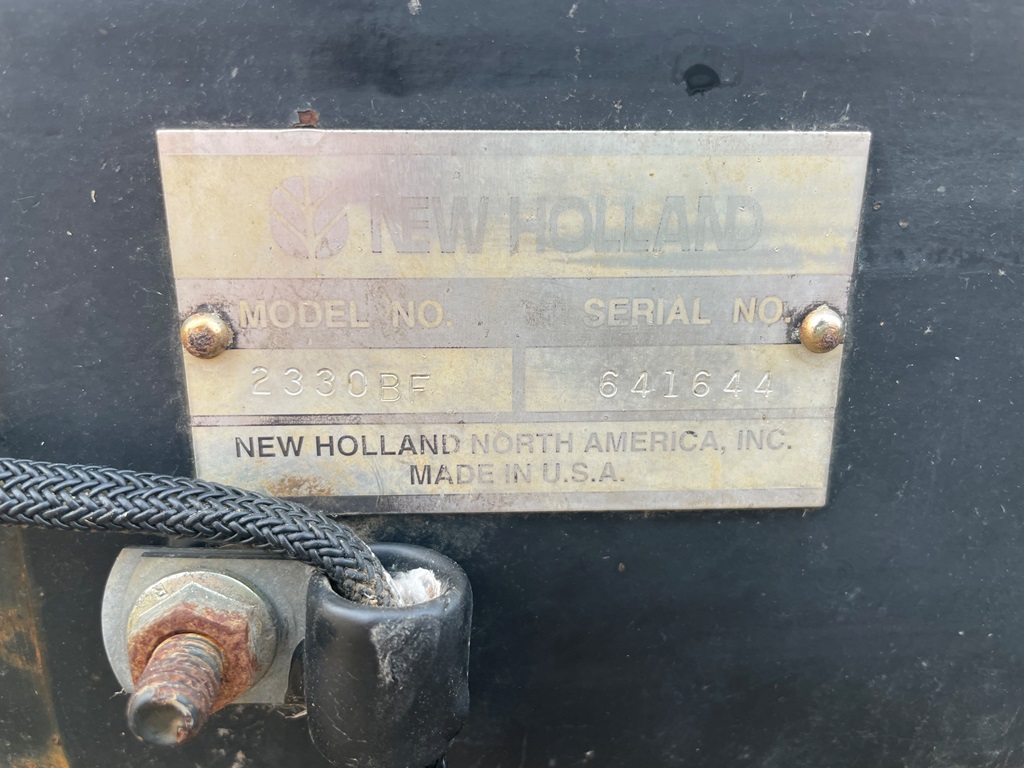 NEW HOLLAND
MODEL NO. SERIAL NO.
2330BF 641644
NEW HOLLAND NORTH AMERICA, INC.
MADE IN U.S.A.